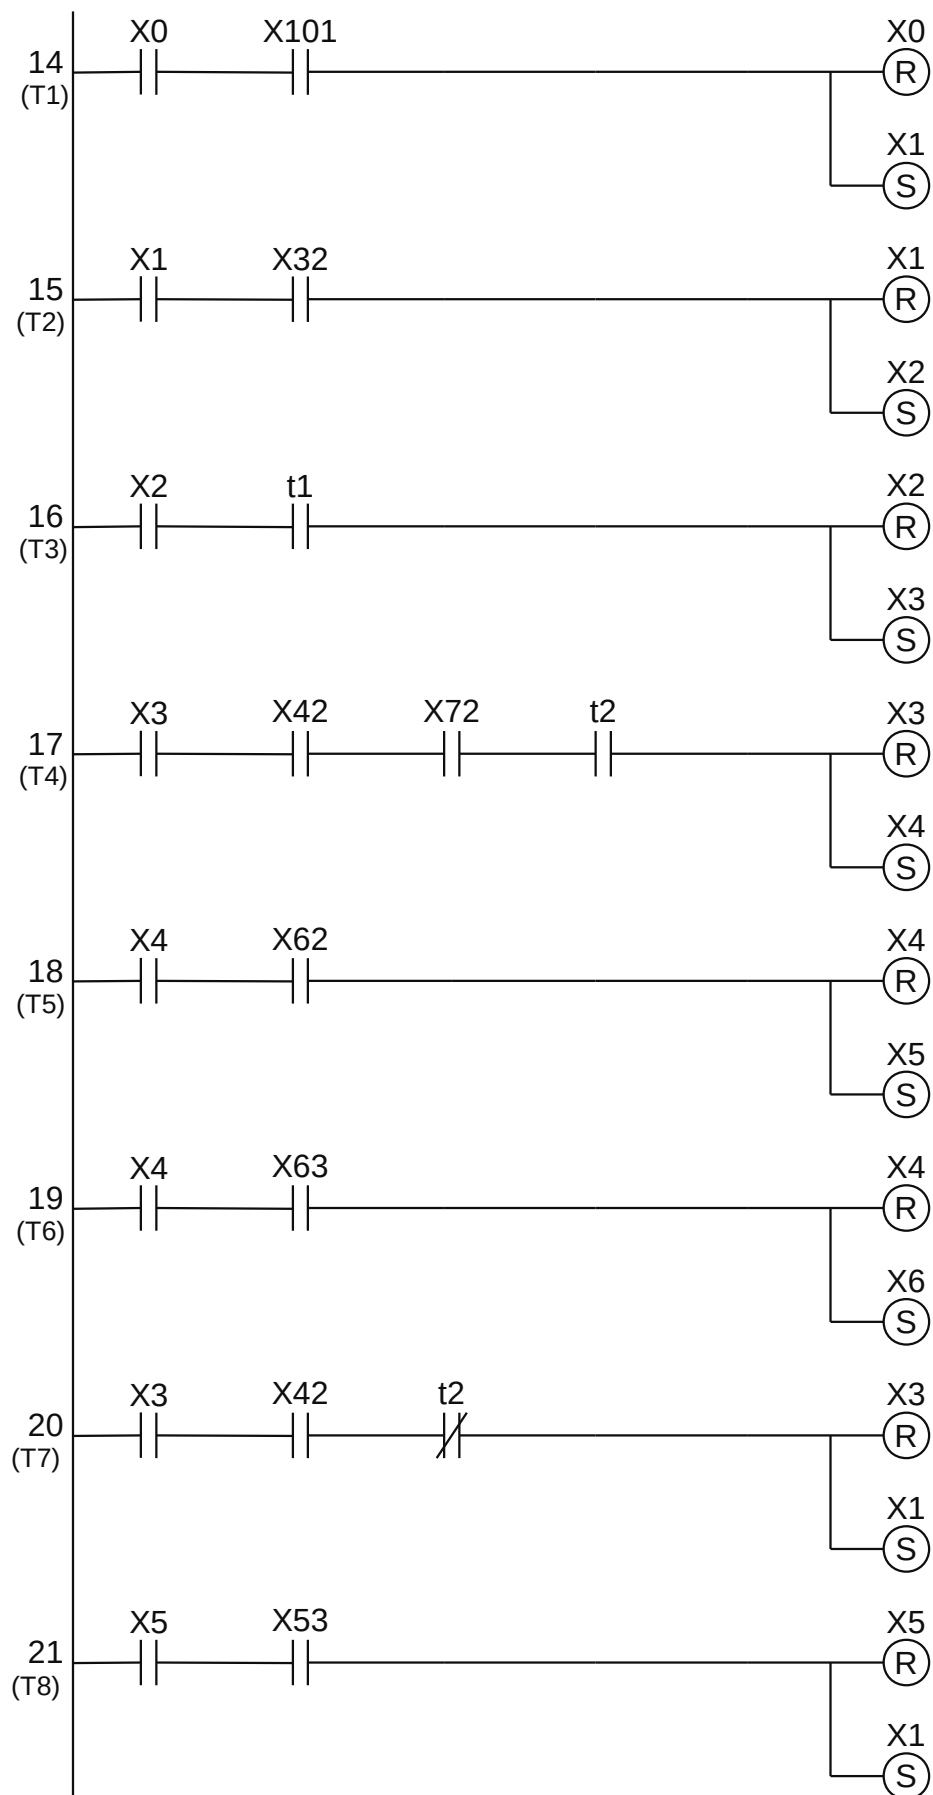 X0 X101 X0
14 R
(T1)
X1
S
X1 X32 X1
15 R
(T2)
X2
S
X2 t1 X2
16 R
(T3)
X3
S
X3 X42 X72 t2 X3
17 R
(T4)
X4
S
X4 X62 X4
18 R
(T5)
X5
S
X4 X63 X4
19 R
(T6)
X6
S
X3 X42 t2 X3
20 R
(T7)
X1
S
X5 X53 X5
21 R
(T8)
X1
S